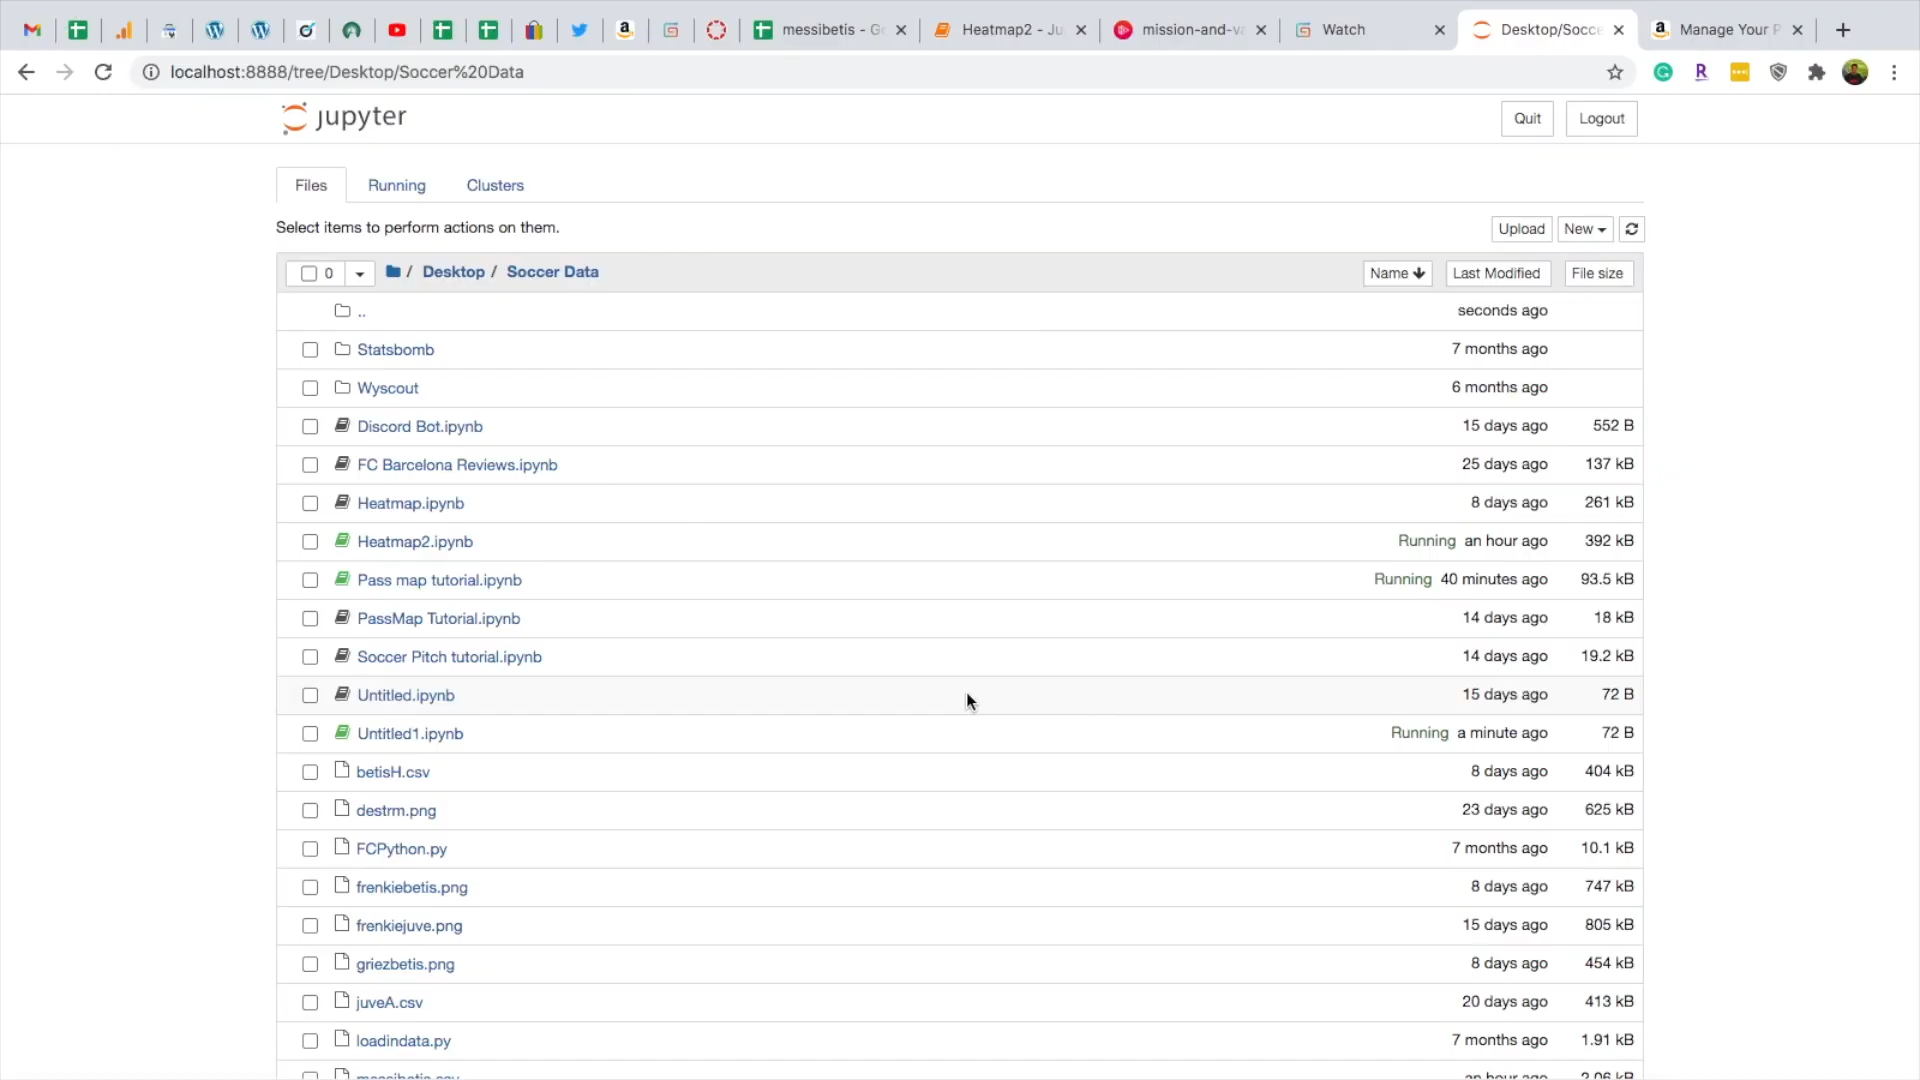 messibetis - G
Heatmap2 - Ju
mission-and-va
Watch
Desktop/Socce
Manage Your P
localhost:8888/tree/Desktop/Soccer%20Data
jupyter
Quit
Logout
Files
Running
Clusters
Select items to perform actions on them.
Upload
New
0
/ Desktop / Soccer Data
Name
Last Modified
File size
.. seconds ago
Statsbomb 7 months ago
Wyscout 6 months ago
Discord Bot.ipynb 15 days ago 552 B
FC Barcelona Reviews.ipynb 25 days ago 137 kB
Heatmap.ipynb 8 days ago 261 kB
Heatmap2.ipynb Running an hour ago 392 kB
Pass map tutorial.ipynb Running 40 minutes ago 93.5 kB
PassMap Tutorial.ipynb 14 days ago 18 kB
Soccer Pitch tutorial.ipynb 14 days ago 19.2 kB
Untitled.ipynb 15 days ago 72 B
Untitled1.ipynb Running a minute ago 72 B
betisH.csv 8 days ago 404 kB
destrm.png 23 days ago 625 kB
FCPython.py 7 months ago 10.1 kB
frenkiebetis.png 8 days ago 747 kB
frenkiejuve.png 15 days ago 805 kB
griezbetis.png 8 days ago 454 kB
juveA.csv 20 days ago 413 kB
loadindata.py 7 months ago 1.91 kB
messibetis.csv an hour ago 2.06 kB